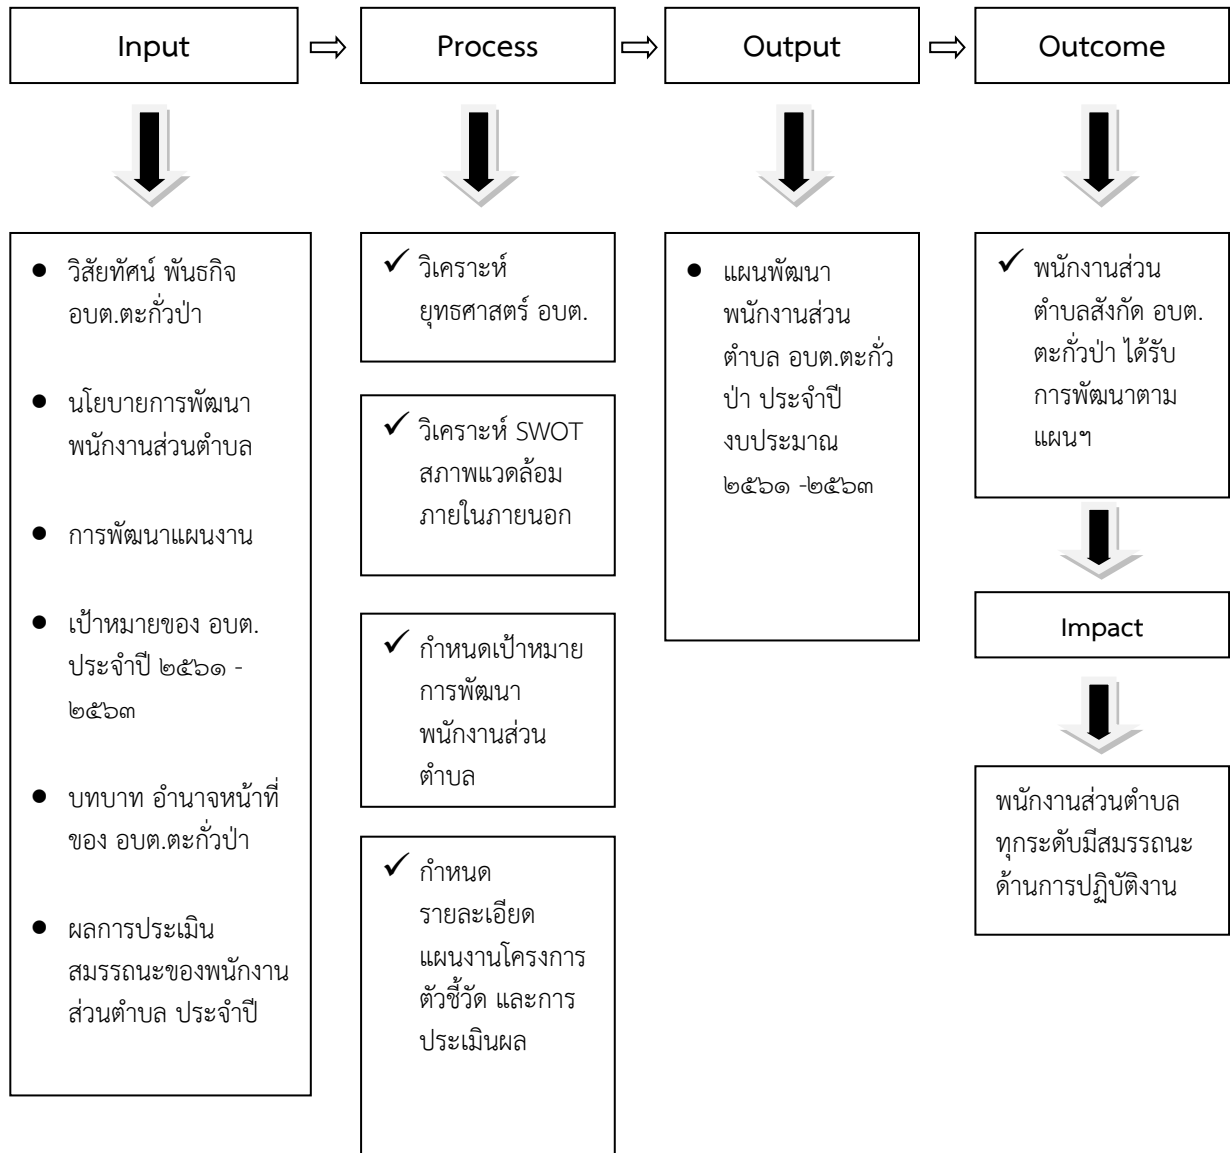 Input
Process
Output
Outcome
● วิสัยทัศน์ พันธกิจ
อบต.ตะกั่วป่า
● นโยบายการพัฒนา
พนักงานส่วนตำบล
● การพัฒนาแผนงาน
● เป้าหมายของ อบต.
ประจำปี ๒๕๖๑ -
๒๕๖๓
● บทบาท อำนาจหน้าที่
ของ อบต.ตะกั่วป่า
● ผลการประเมิน
สมรรถนะของพนักงาน
ส่วนตำบล ประจำปี
✓ วิเคราะห์
ยุทธศาสตร์ อบต.
✓ วิเคราะห์ SWOT
สภาพแวดล้อม
ภายในภายนอก
✓ กำหนดเป้าหมาย
การพัฒนา
พนักงานส่วน
ตำบล
✓ กำหนด
รายละเอียด
แผนงานโครงการ
ตัวชี้วัด และการ
ประเมินผล
● แผนพัฒนา
พนักงานส่วน
ตำบล อบต.ตะกั่ว
ป่า ประจำปี
งบประมาณ
๒๕๖๑ -๒๕๖๓
✓ พนักงานส่วน
ตำบลสังกัด อบต.
ตะกั่วป่า ได้รับ
การพัฒนาตาม
แผนฯ
Impact
พนักงานส่วนตำบล
ทุกระดับมีสมรรถนะ
ด้านการปฏิบัติงาน